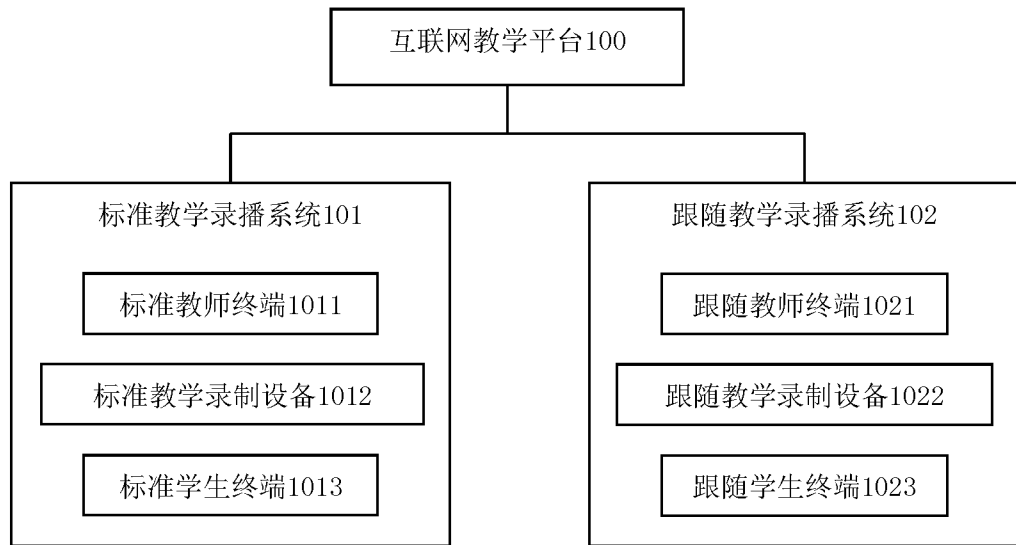 互联网教学平台100
标准教学录播系统101
标准教师终端1011
标准教学录制设备1012
标准学生终端1013
跟随教学录播系统102
跟随教师终端1021
跟随教学录制设备1022
跟随学生终端1023